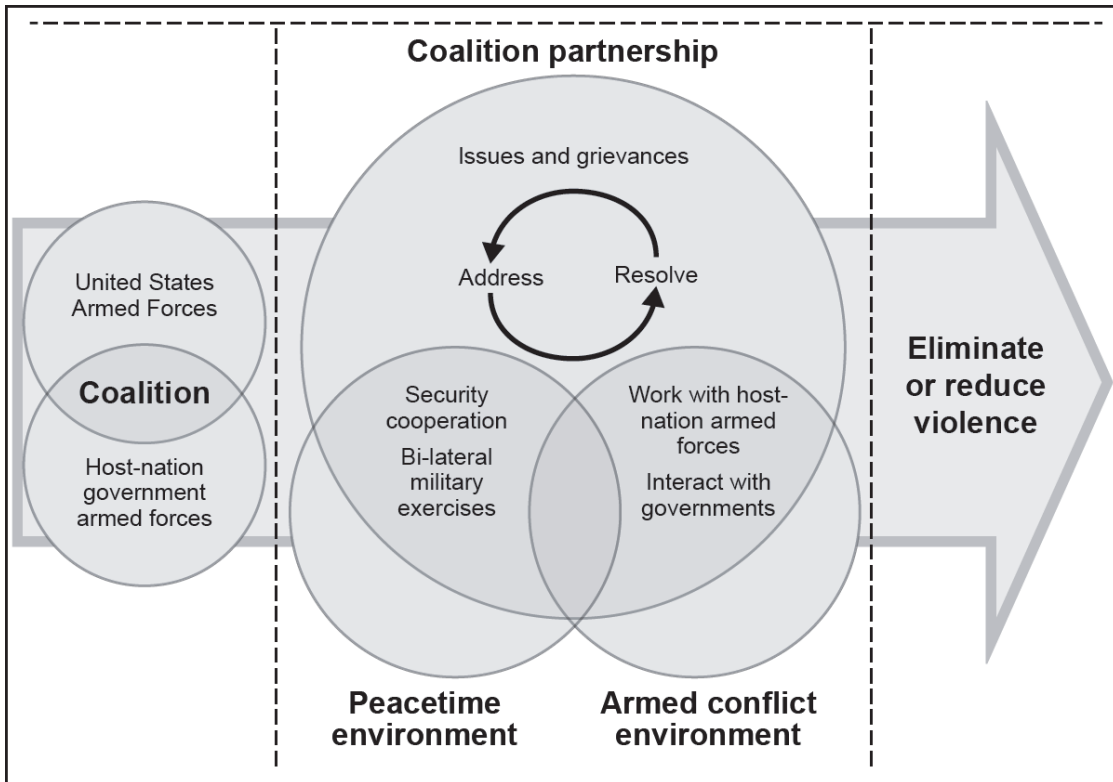 Coalition partnership
Issues and grievances
Address
Resolve
United States
Armed Forces
Coalition
Host-nation
government
armed forces
Security
cooperation
Bi-lateral
military
exercises
Work with host-
nation armed
forces
Interact with
governments
Eliminate
or reduce
violence
Peacetime
environment
Armed conflict
environment